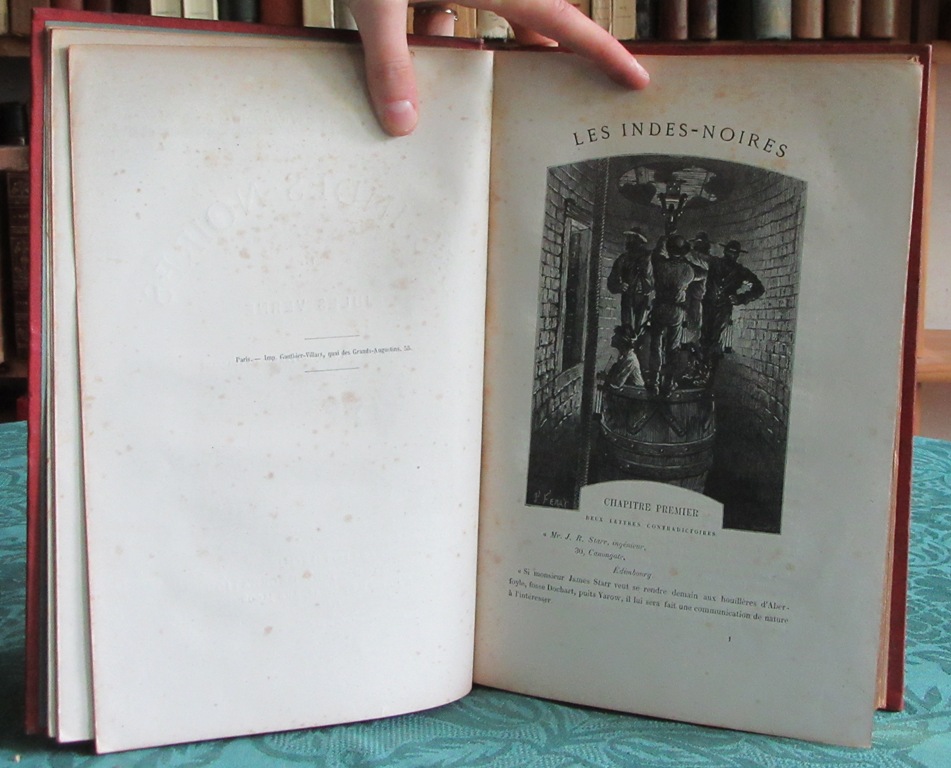 Paris. — Imp. Gauthier-Villars, quai des Grands-Augustins, 55.
LES INDES-NOIRES
P. Ferat
CHAPITRE PREMIER
DEUX LETTRES CONTRADICTOIRES
« Mr. J. R. Starr, ingénieur,
30, Canongate,
Édimbourg
« Si monsieur James Starr veut se rendre demain aux houillères d'Aber-
foyle, fosse Dochart, puits Yarow, il lui sera fait une communication de nature
à l'intéresser
1